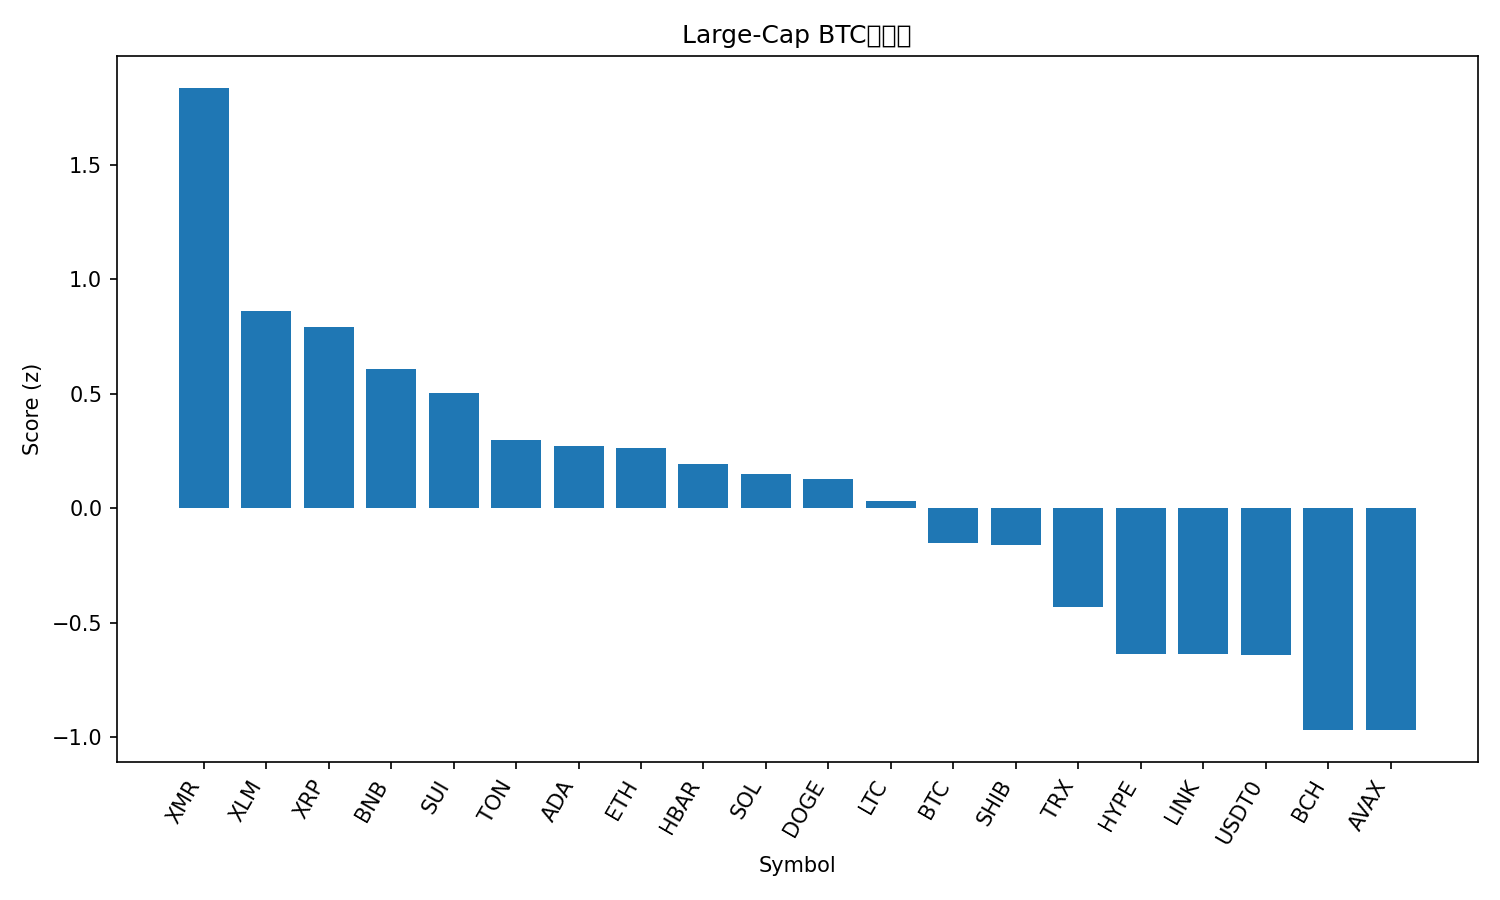 Large-Cap BTC
Score (z)
1.5
1.0
0.5
0.0
−0.5
−1.0
XMR
XLM
XRP
BNB
SUI
TON
ADA
ETH
HBAR
SOL
DOGE
LTC
BTC
SHIB
TRX
HYPE
LINK
USDT0
BCH
AVAX
Symbol